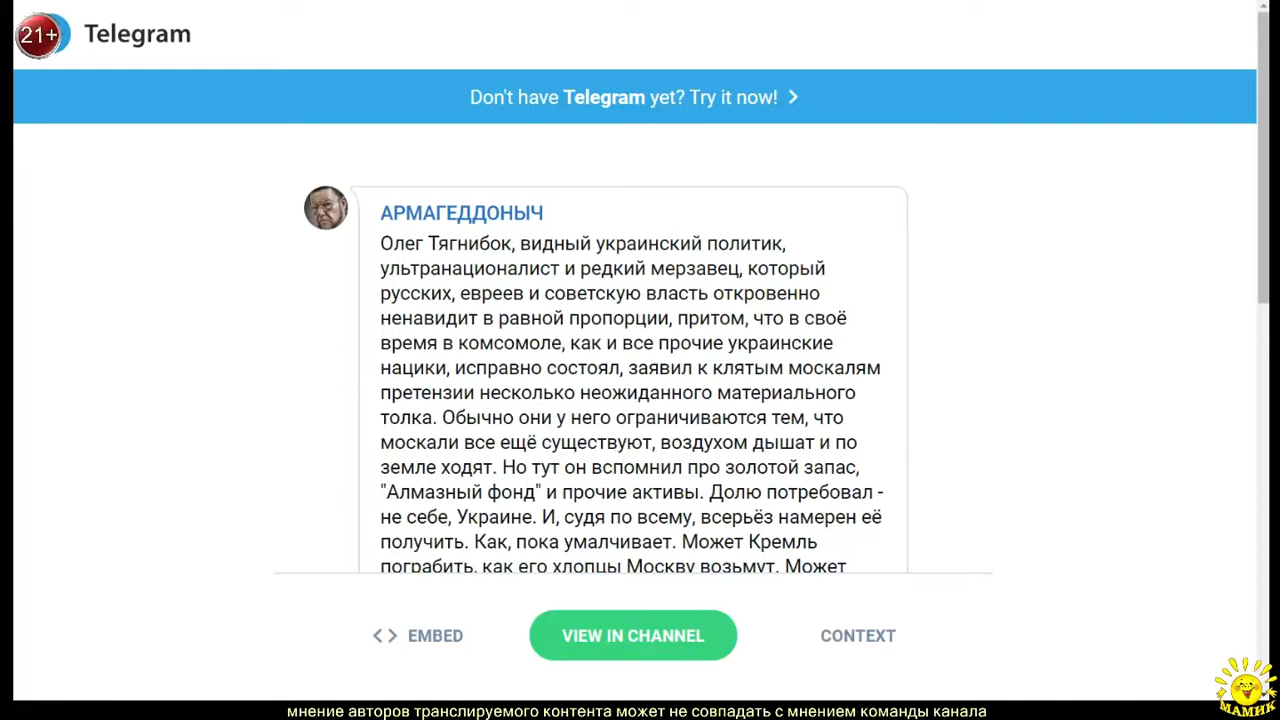 21+
Telegram
Don't have Telegram yet? Try it now!
АРМАГЕДДОНЫЧ
Олег Тягнибок, видный украинский политик,
ультранационалист и редкий мерзавец, который
русских, евреев и советскую власть откровенно
ненавидит в равной пропорции, притом, что в своё
время в комсомоле, как и все прочие украинские
нацики, исправно состоял, заявил к клятым москалям
претензии несколько неожиданного материального
толка. Обычно они у него ограничиваются тем, что
москали все ещё существуют, воздухом дышат и по
земле ходят. Но тут он вспомнил про золотой запас,
"Алмазный фонд" и прочие активы. Долю потребовал -
не себе, Украине. И, судя по всему, всерьёз намерен её
получить. Как, пока умалчивает. Может Кремль
пограбить, как его хлопцы Москву возьмут. Может
EMBED
VIEW IN CHANNEL
CONTEXT
МАМИК
мнение авторов транслируемого контента может не совпадать с мнением команды канала